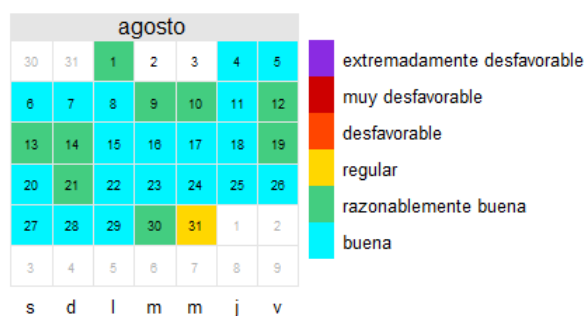 agosto
30 31 1 2 3 4 5
6 7 8 9 10 11 12
13 14 15 16 17 18 19
20 21 22 23 24 25 26
27 28 29 30 31 1 2
3 4 5 6 7 8 9
s d l m m j v
extremadamente desfavorable
muy desfavorable
desfavorable
regular
razonablemente buena
buena